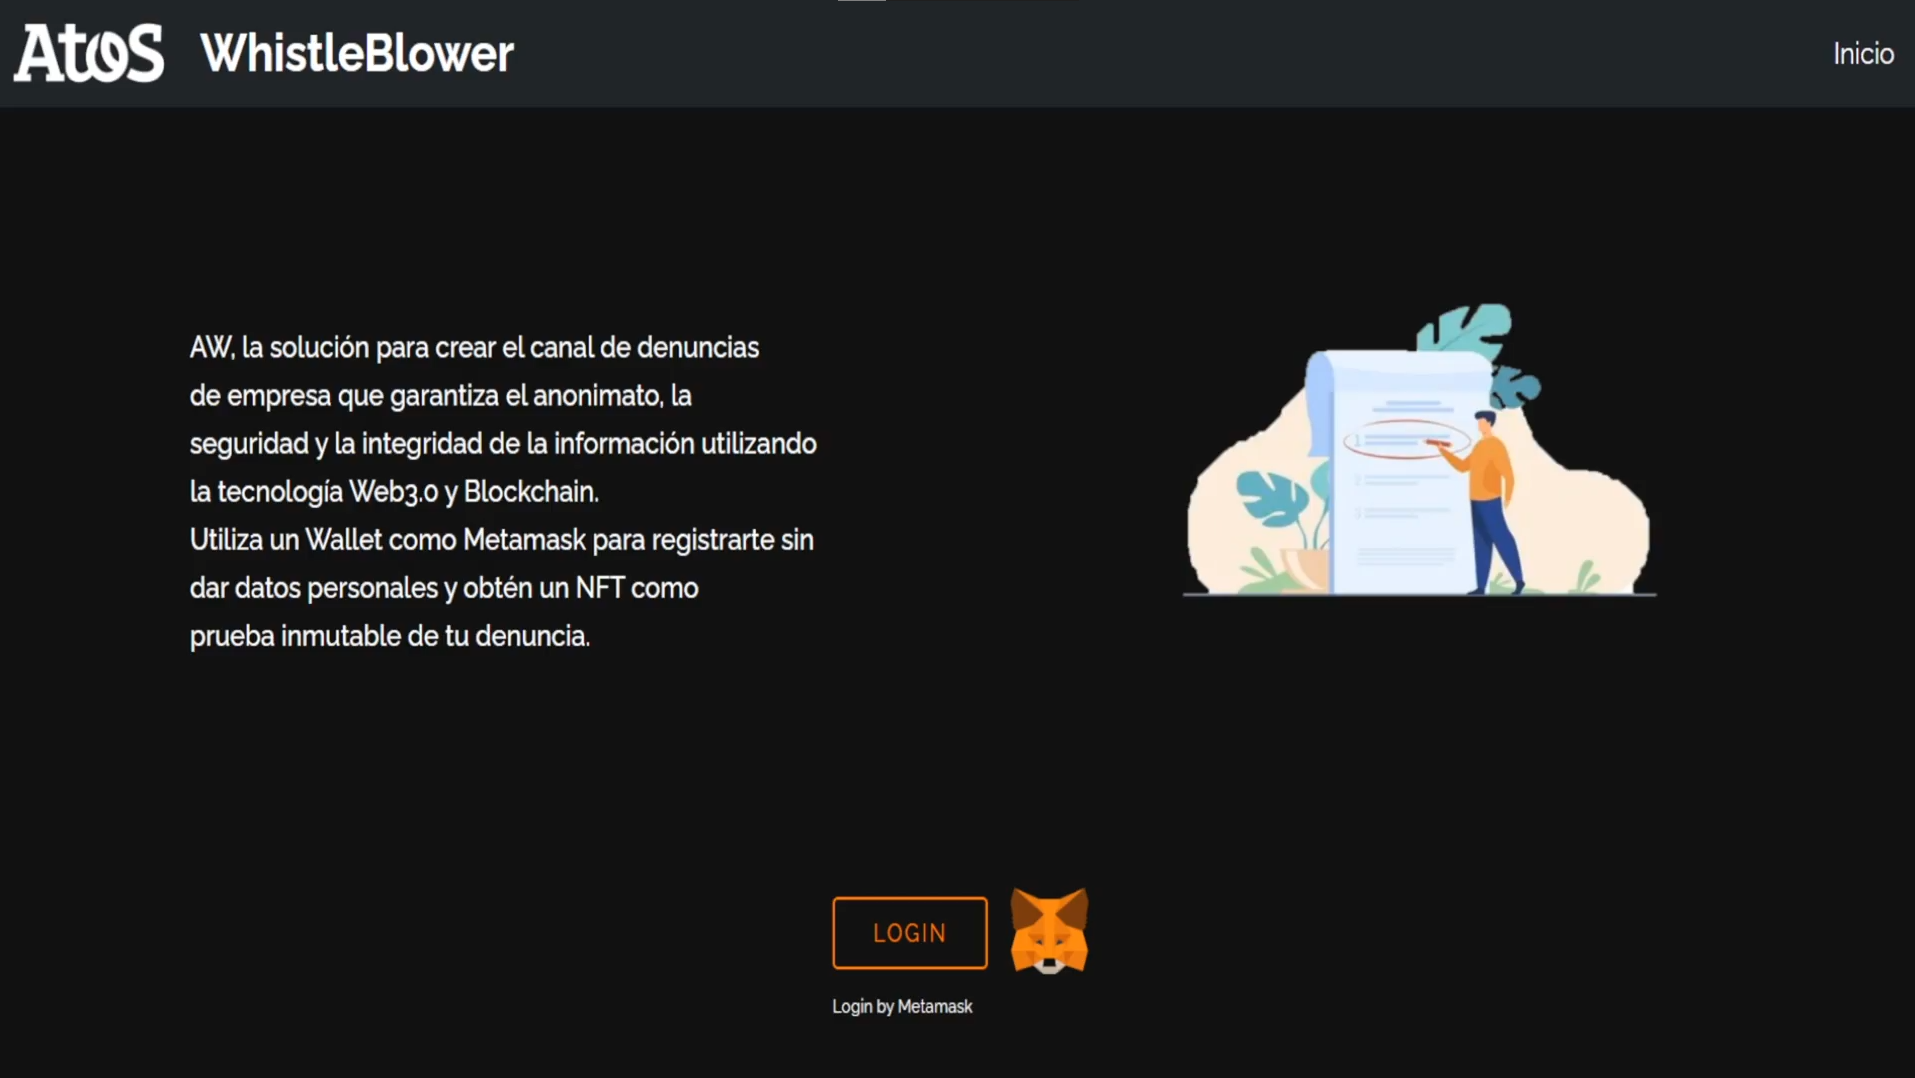 Atos
WhistleBlower
Inicio
AW, la solución para crear el canal de denuncias
de empresa que garantiza el anonimato, la
seguridad y la integridad de la información utilizando
la tecnología Web3.0 y Blockchain.
Utiliza un Wallet como Metamask para registrarte sin
dar datos personales y obtén un NFT como
prueba inmutable de tu denuncia.
LOGIN
Login by Metamask